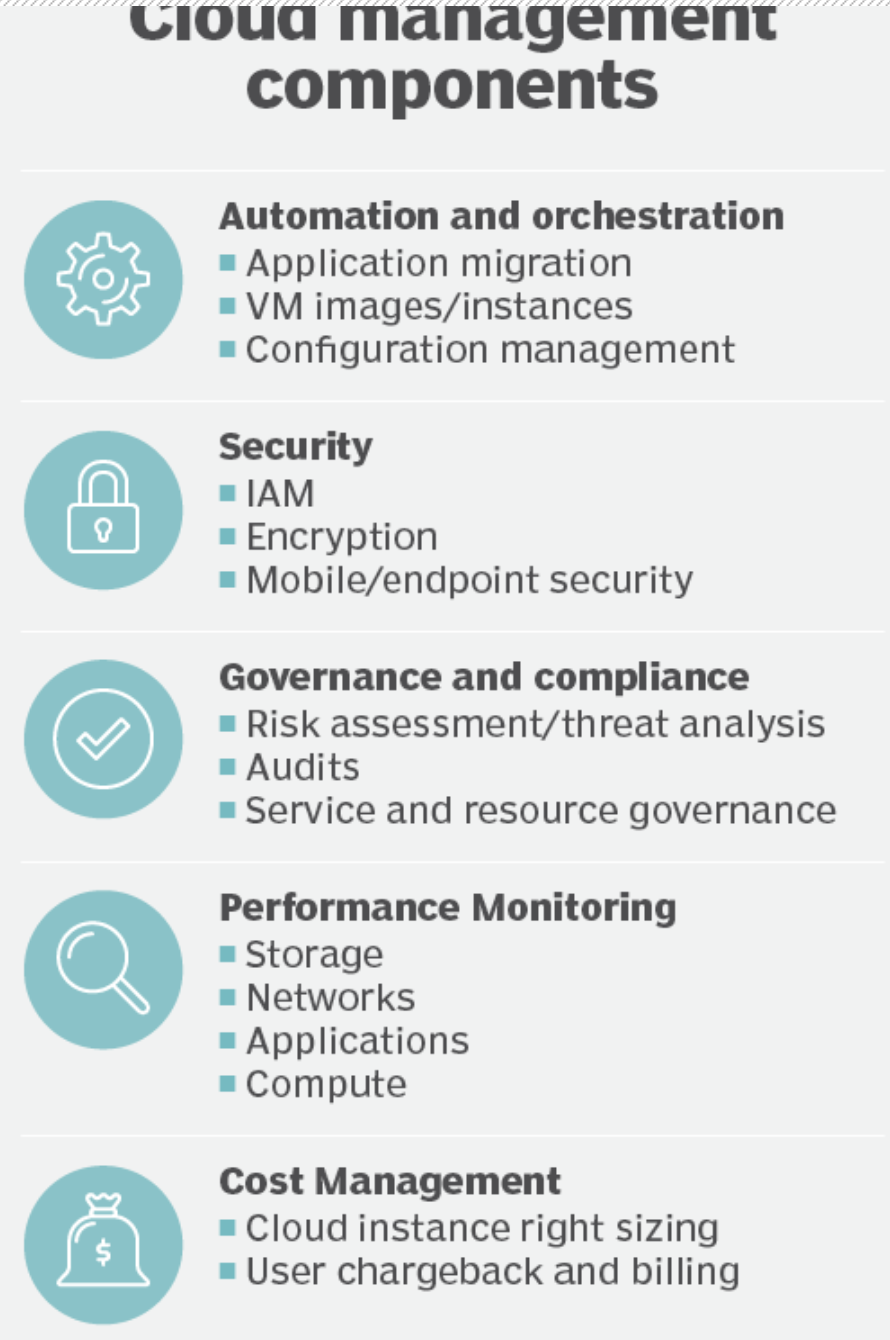 Cloud management
components
Automation and orchestration
Application migration
VM images/instances
Configuration management
Security
IAM
Encryption
Mobile/endpoint security
Governance and compliance
Risk assessment/threat analysis
Audits
Service and resource governance
Performance Monitoring
Storage
Networks
Applications
Compute
$
Cost Management
Cloud instance right sizing
User chargeback and billing